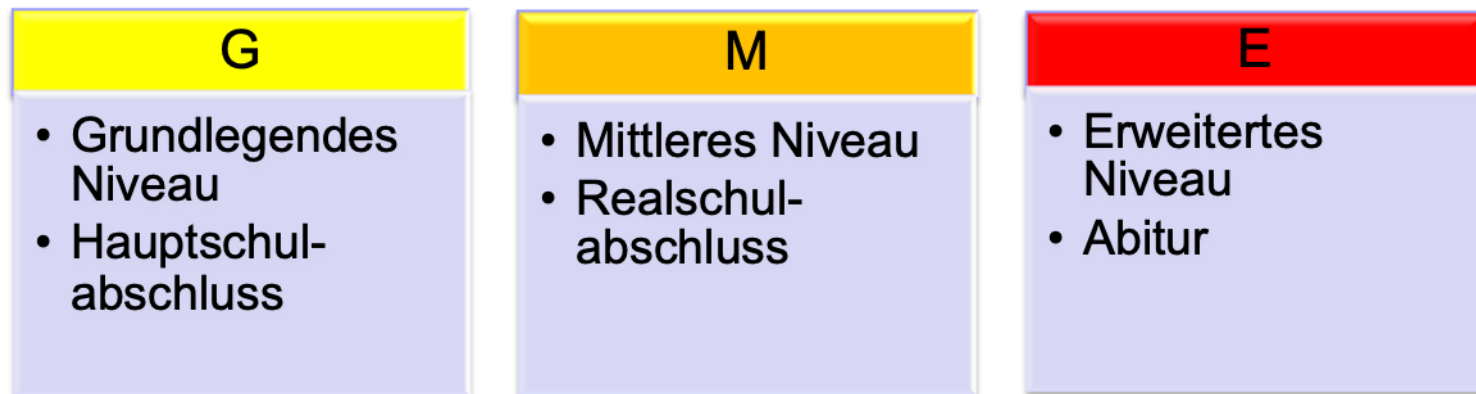 G
• Grundlegendes
Niveau
• Hauptschul-
abschluss
M
• Mittleres Niveau
• Realschul-
abschluss
E
• Erweitertes
Niveau
• Abitur